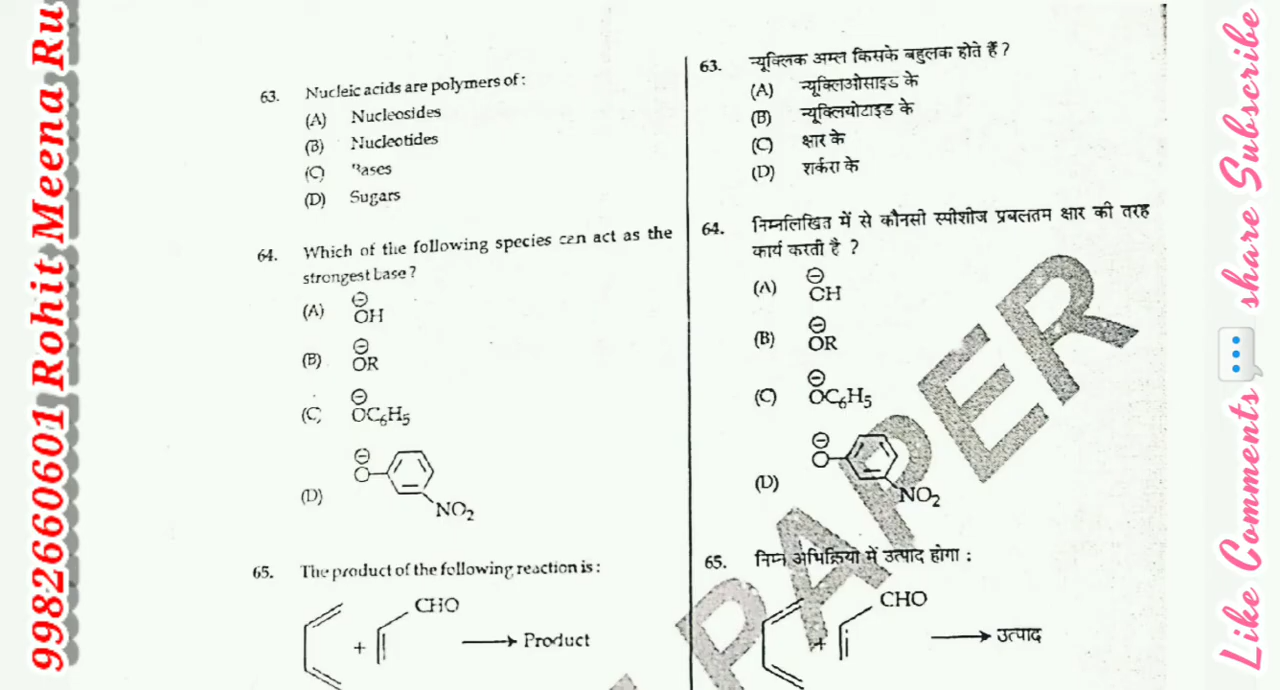 9982660601 Rohit Meena Ru
63. Nucleic acids are polymers of :
(A) Nucleosides
(B) Nucleotides
(C) Bases
(D) Sugars
64. Which of the following species can act as the
strongest base ?
(A) ⊖OH
(B) ⊖OR
(C) ⊖OC₆H₅
(D) ⊖O NO₂
65. The product of the following reaction is :
CHO
+ → Product
63. न्यूक्लिक अम्ल किसके बहुलक होते हैं ?
(A) न्यूक्लिओसाइड के
(B) न्यूक्लियोटाइड के
(C) क्षार के
(D) शर्करा के
64. निम्नलिखित में से कौनसी स्पीशीज प्रबलतम क्षार की तरह
कार्य करती है ?
(A) ⊖OH
(B) ⊖OR
(C) ⊖OC₆H₅
(D) ⊖O NO₂
65. निम्न अभिक्रिया में उत्पाद होगा :
CHO
+ → उत्पाद
PAPER
Like Comments 💬 share Subscribe